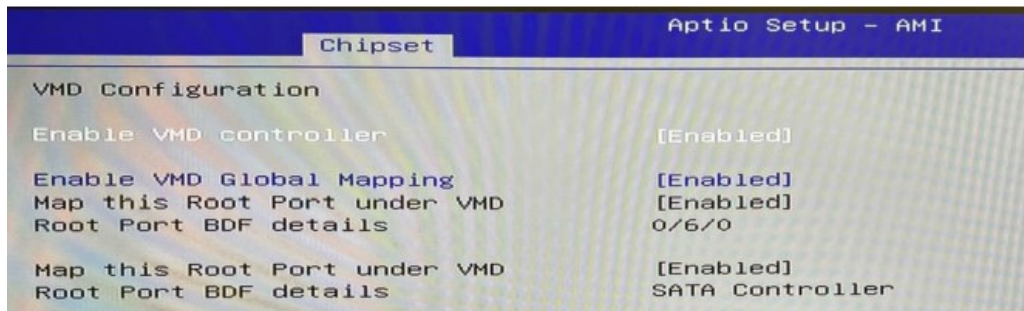 Aptio Setup - AMI
Chipset
VMD Configuration
Enable VMD controller [Enabled]
Enable VMD Global Mapping [Enabled]
Map this Root Port under VMD [Enabled]
Root Port BDF details 0/6/0
Map this Root Port under VMD [Enabled]
Root Port BDF details SATA Controller